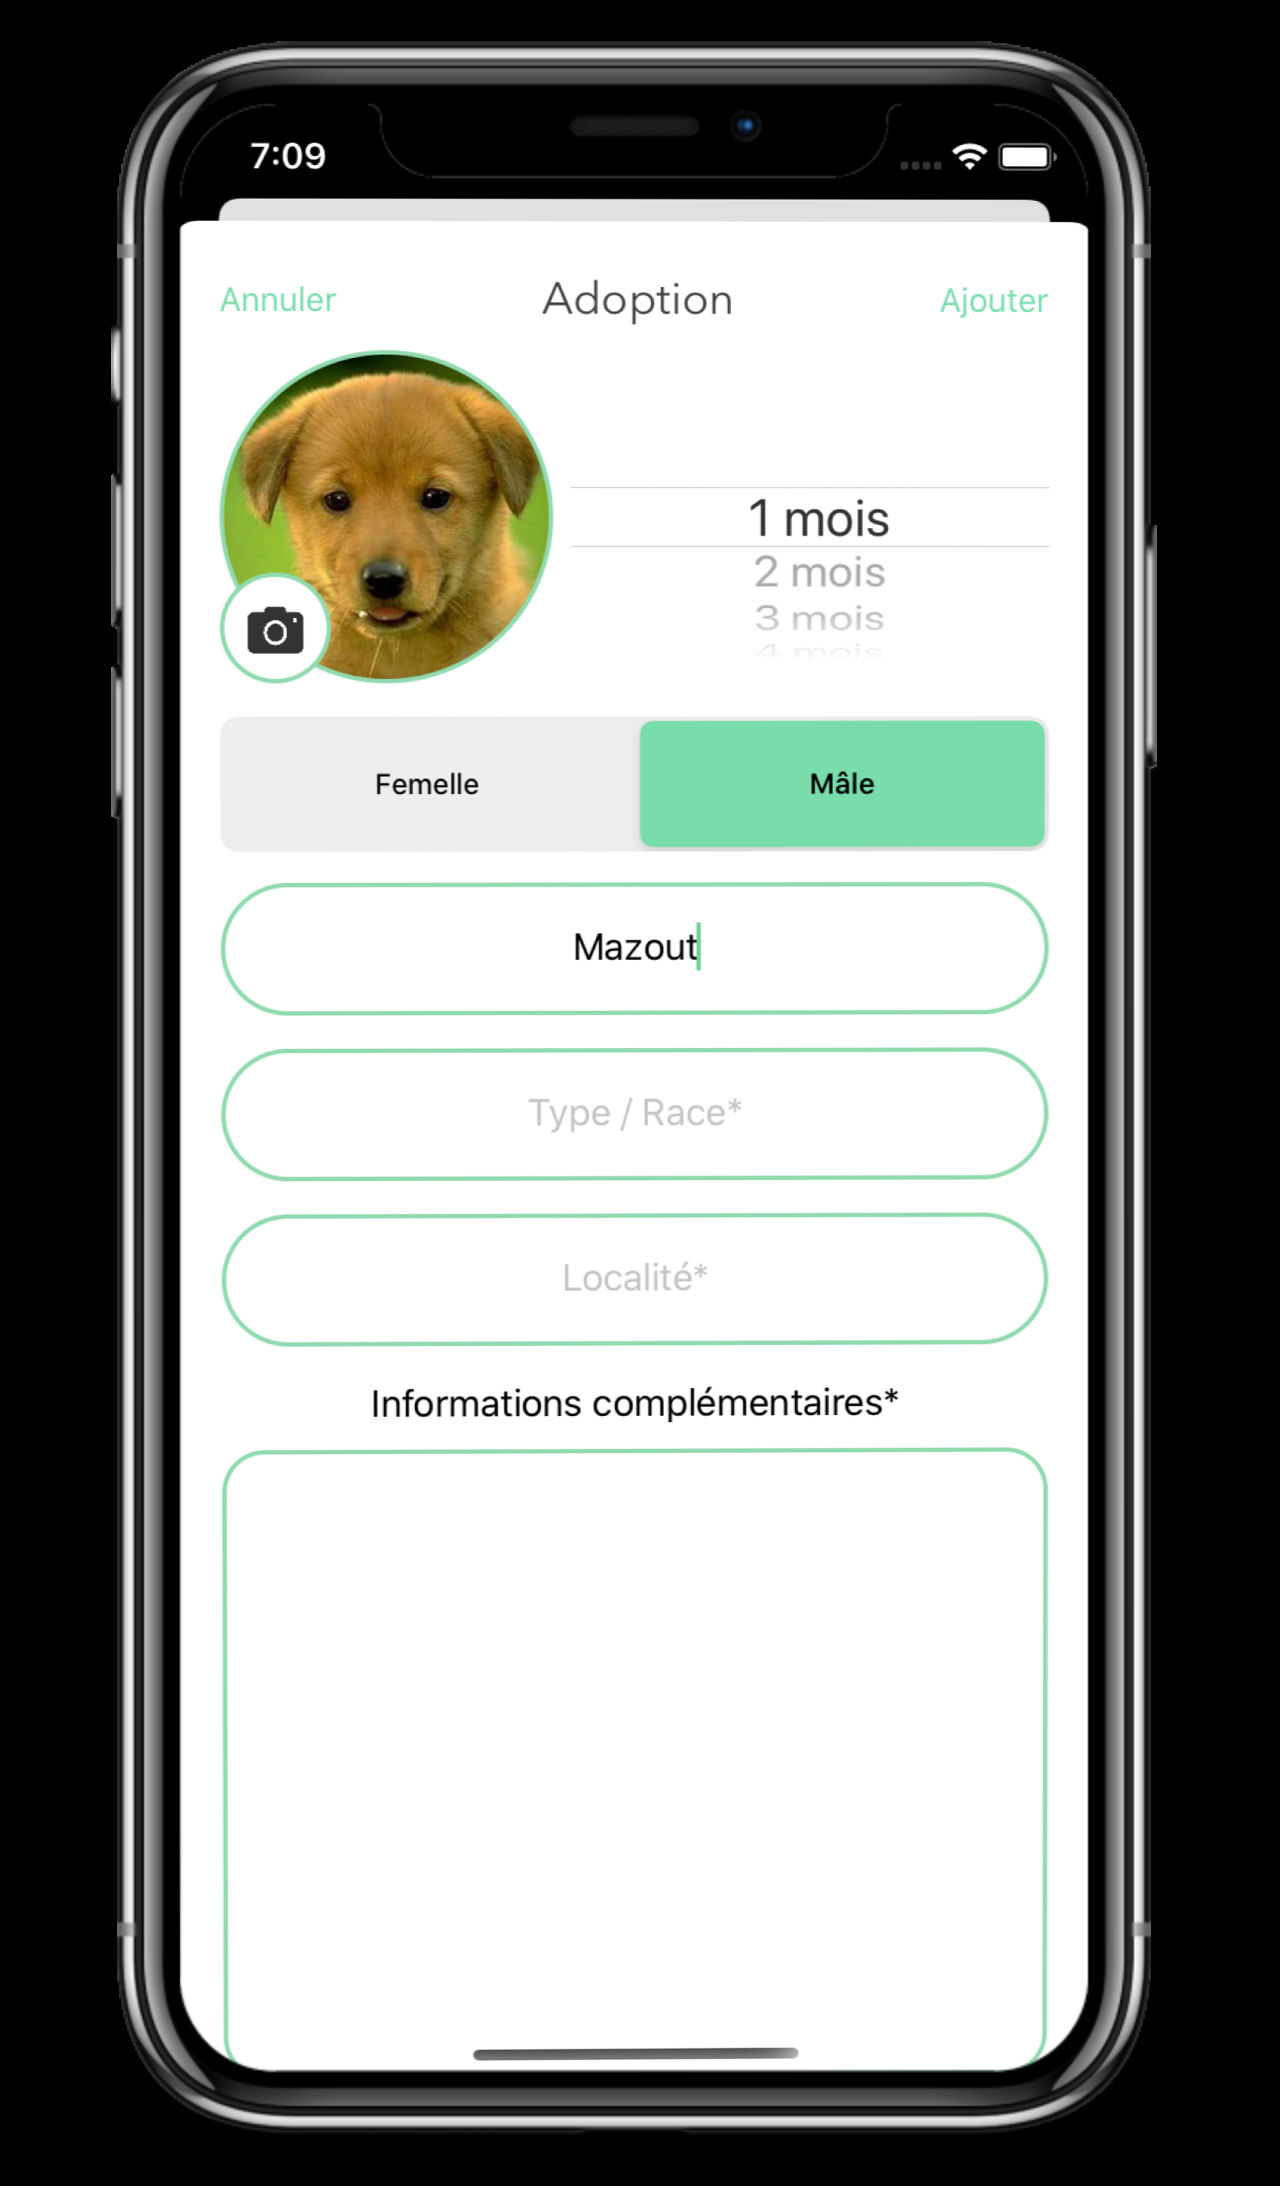 7:09
Annuler Adoption Ajouter
1 mois
2 mois
3 mois
4 mois
Femelle Mâle
Mazout
Type / Race*
Localité*
Informations complémentaires*